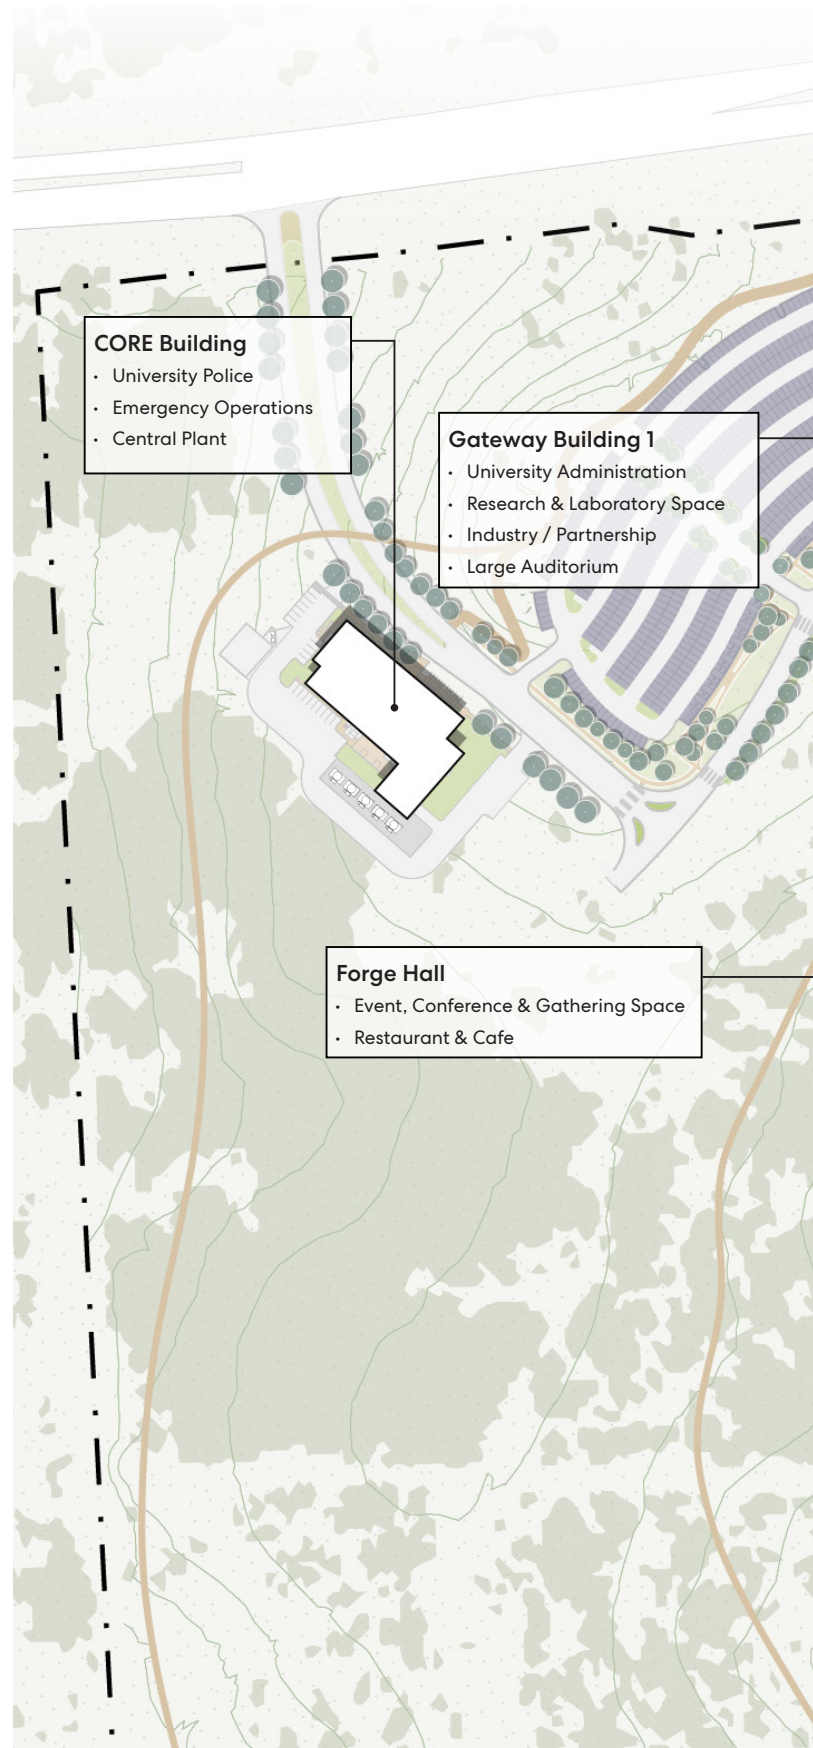 CORE Building
· University Police
· Emergency Operations
· Central Plant
Gateway Building 1
· University Administration
· Research & Laboratory Space
· Industry / Partnership
· Large Auditorium
Forge Hall
· Event, Conference & Gathering Space
· Restaurant & Cafe